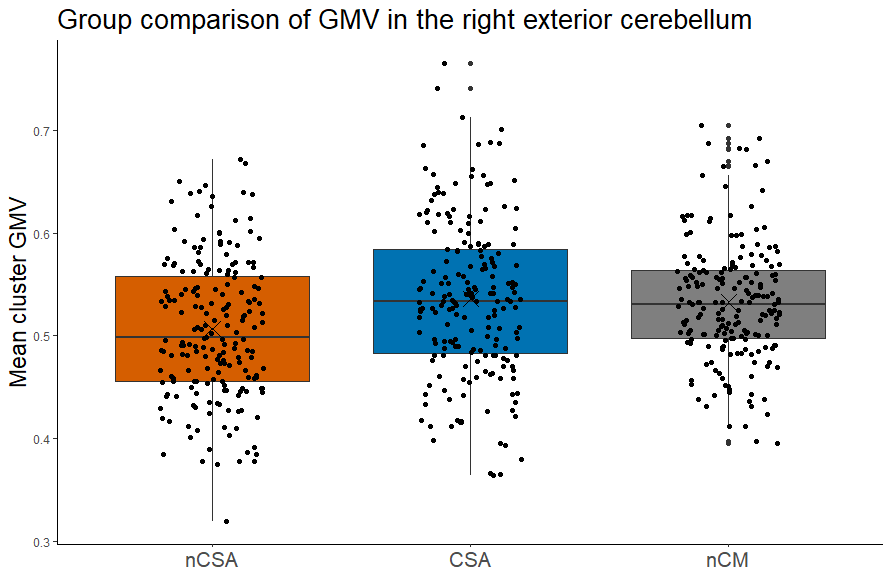 Group comparison of GMV in the right exterior cerebellum
Mean cluster GMV
0.7
0.6
0.5
0.4
0.3
nCSA
CSA
nCM